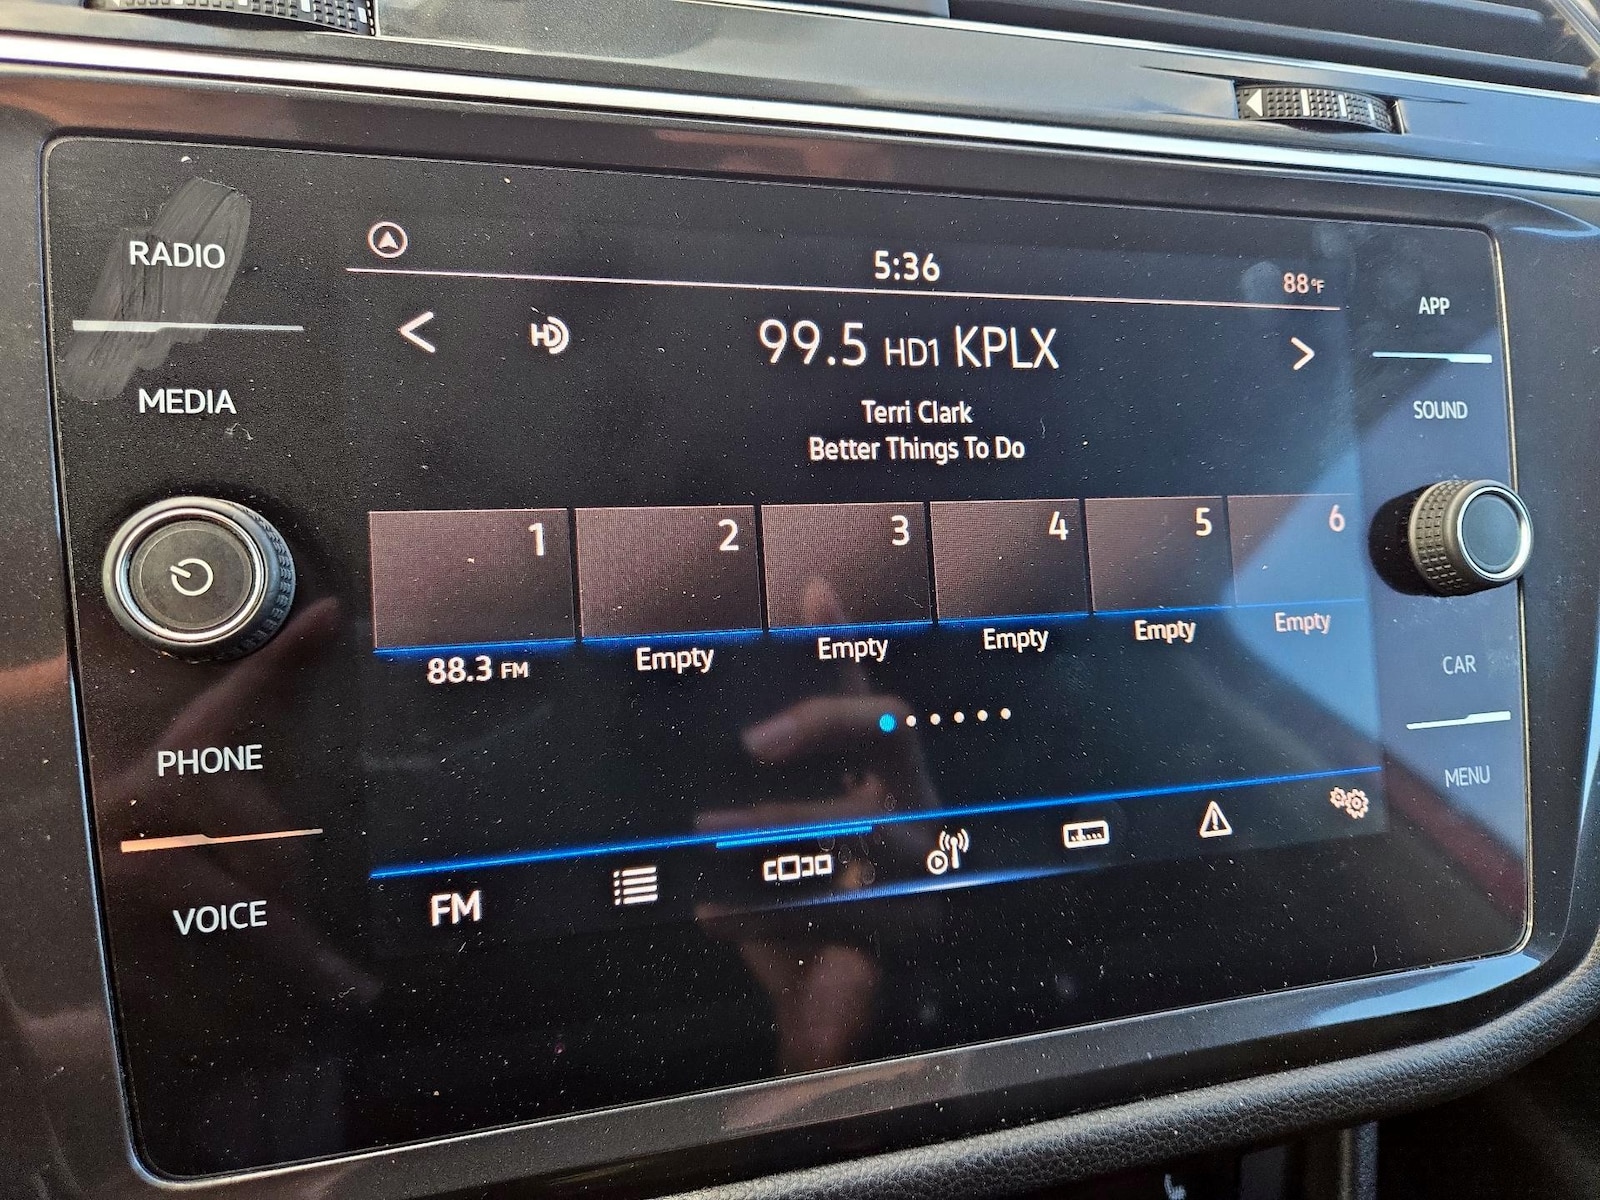 RADIO
MEDIA
PHONE
VOICE
5:36
88°F
HD
99.5 HD1 KPLX
Terri Clark
Better Things To Do
1
2
3
4
5
6
88.3 FM
Empty
Empty
Empty
Empty
Empty
FM
APP
SOUND
CAR
MENU